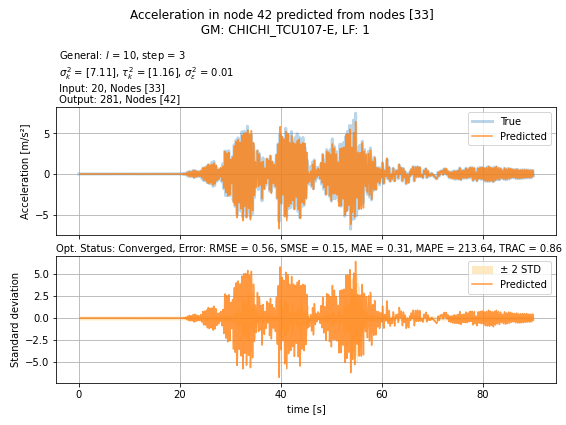 Acceleration in node 42 predicted from nodes [33]
GM: CHICHI_TCU107-E, LF: 1
General: l = 10, step = 3
σ²ₖ = [7.11], τ²ₖ = [1.16], σ²ε = 0.01
Input: 20, Nodes [33]
Output: 281, Nodes [42]
Acceleration [m/s²]
5
0
−5
True
Predicted
Opt. Status: Converged, Error: RMSE = 0.56, SMSE = 0.15, MAE = 0.31, MAPE = 213.64, TRAC = 0.86
Standard deviation
5.0
2.5
0.0
−2.5
−5.0
± 2 STD
Predicted
0 20 40 60 80
time [s]